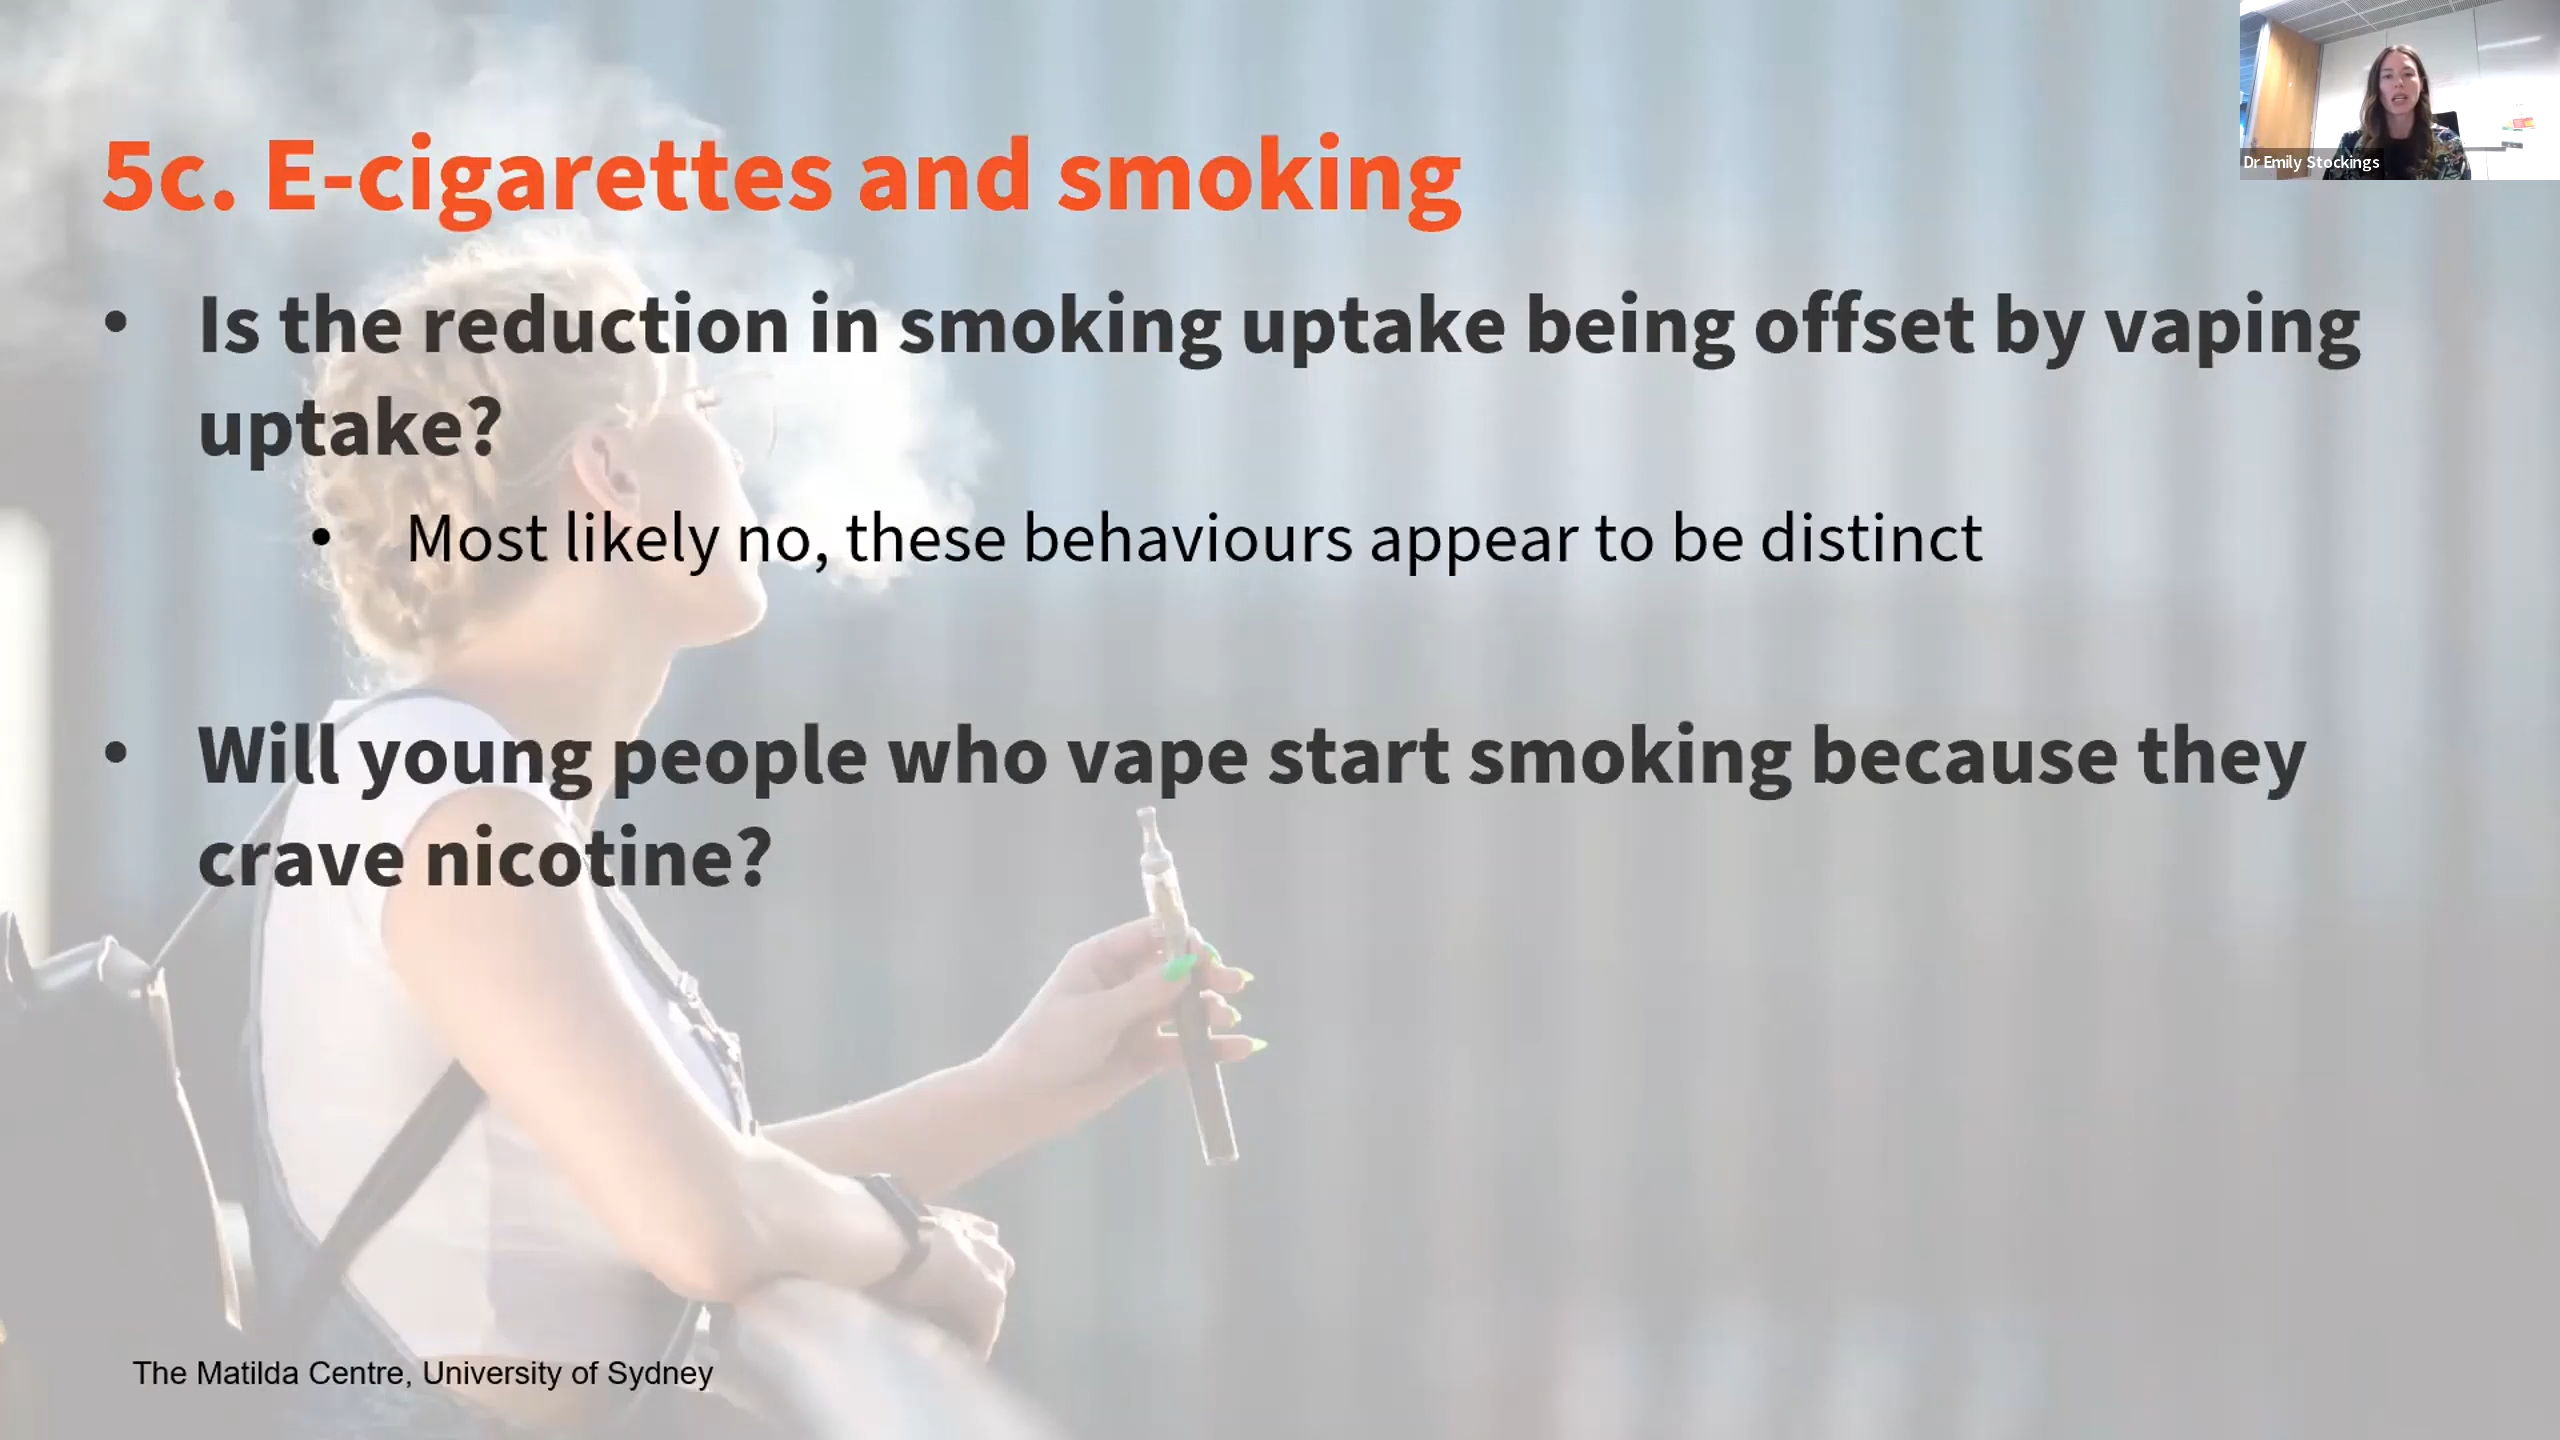 5c. E-cigarettes and smoking
• Is the reduction in smoking uptake being offset by vaping
uptake?
• Most likely no, these behaviours appear to be distinct
• Will young people who vape start smoking because they
crave nicotine?
The Matilda Centre, University of Sydney
Dr Emily Stockings